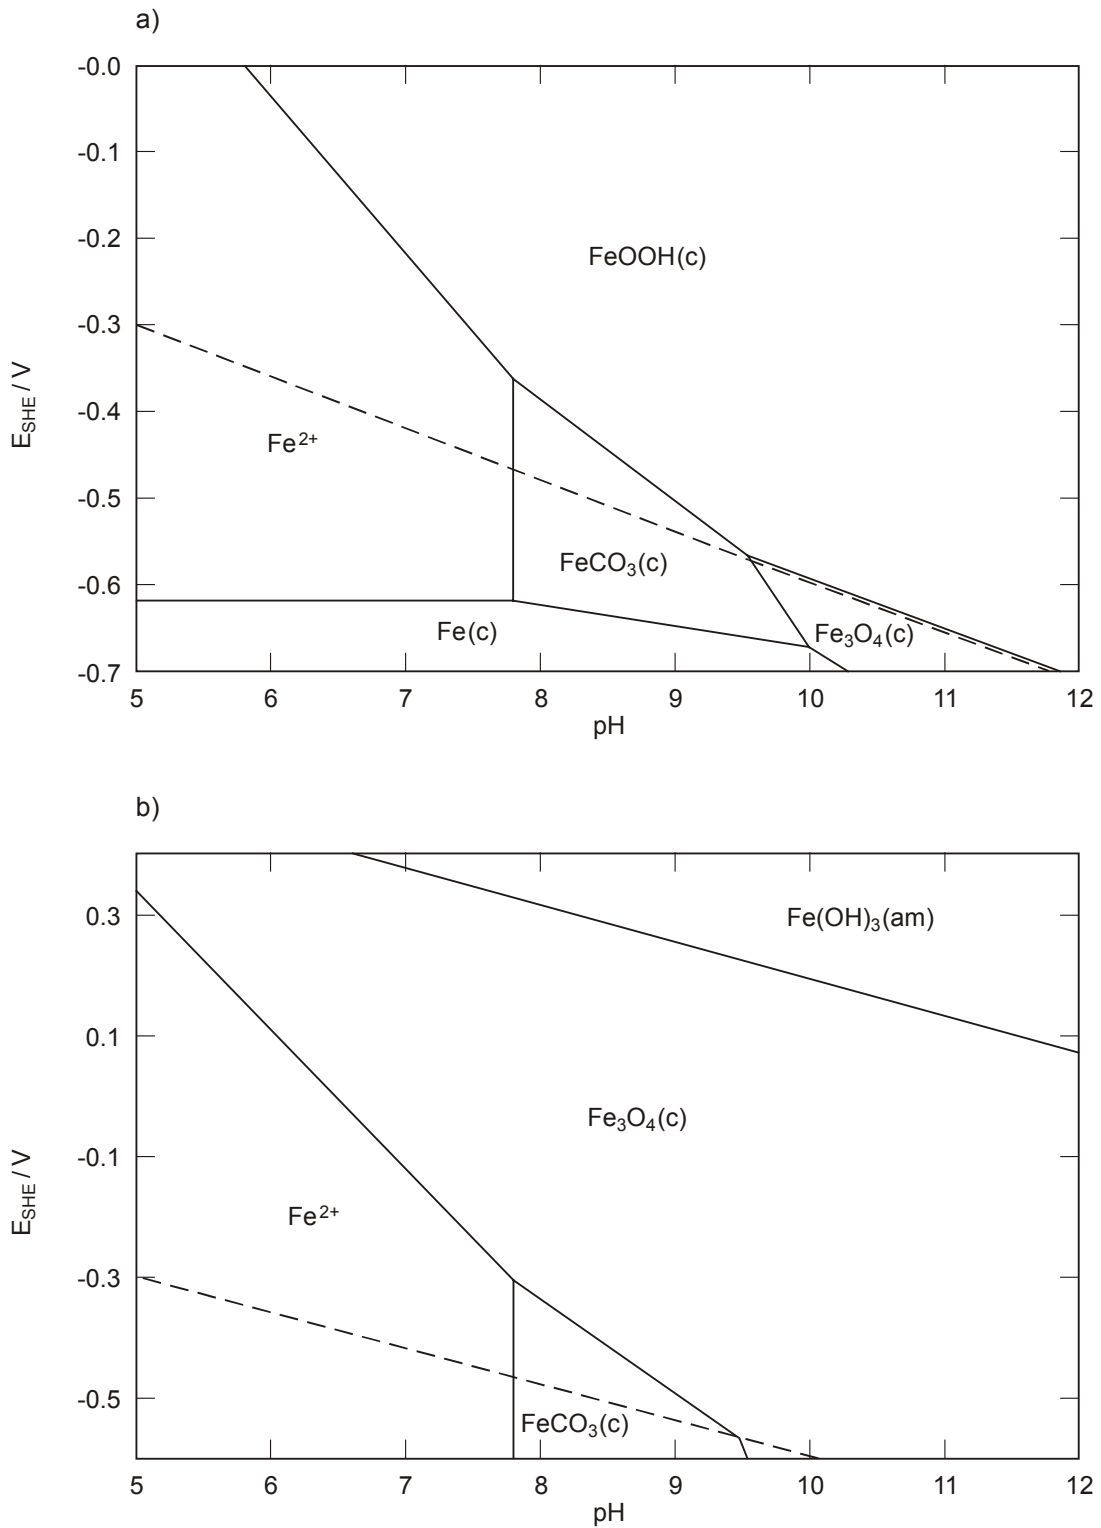 a)
-0.0
-0.1
FeOOH(c)
-0.2
-0.3
E_SHE / V
-0.4
Fe²⁺
-0.5
FeCO₃(c)
-0.6
Fe(c)
Fe₃O₄(c)
-0.7
5 6 7 8 9 10 11 12
pH
b)
0.3
Fe(OH)₃(am)
0.1
Fe₃O₄(c)
-0.1
E_SHE / V
Fe²⁺
-0.3
-0.5
FeCO₃(c)
5 6 7 8 9 10 11 12
pH